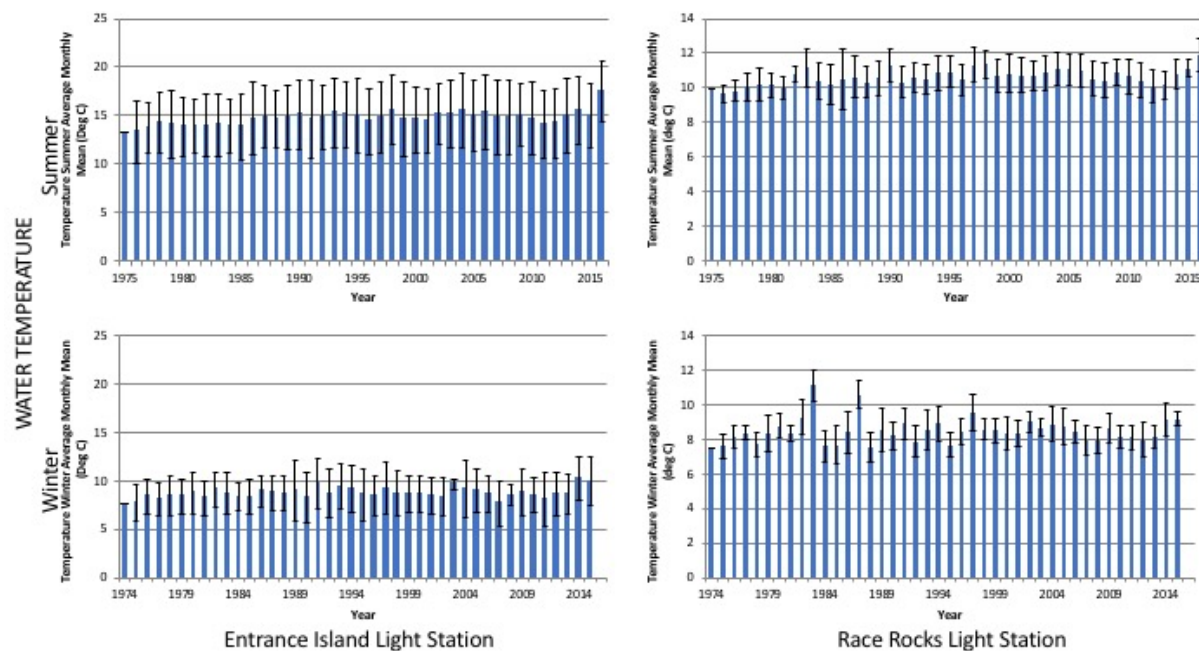 WATER TEMPERATURE
Summer
Temperature Summer Average Monthly
Mean (Deg C)
25
20
15
10
5
0
1975 1980 1985 1990 1995 2000 2005 2010 2015
Year
Temperature Summer Average Monthly
Mean (deg C)
14
12
10
8
6
4
2
0
1975 1980 1985 1990 1995 2000 2005 2010 2015
Year
Winter
Temperature Winter Average Monthly Mean
(Deg C)
25
20
15
10
5
0
1974 1979 1984 1989 1994 1999 2004 2009 2014
Year
Temperature Winter Average Monthly Mean
(deg C)
14
12
10
8
6
4
2
0
1974 1979 1984 1989 1994 1999 2004 2009 2014
Year
Entrance Island Light Station
Race Rocks Light Station